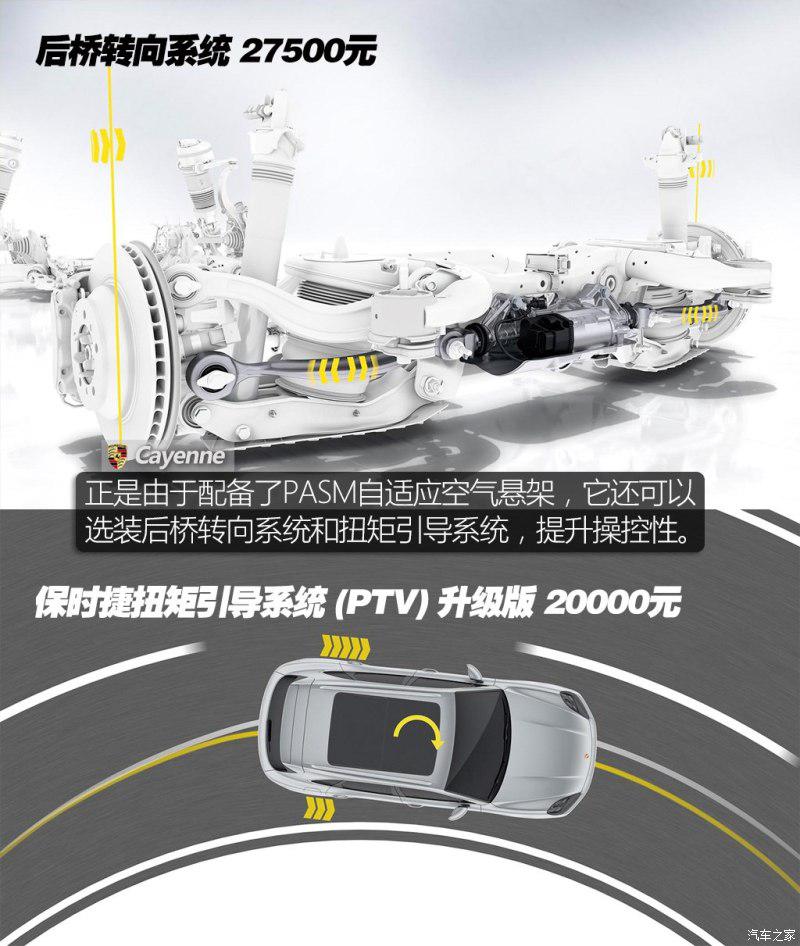 后桥转向系统 27500元
Cayenne
正是由于配备了PASM自适应空气悬架，它还可以
选装后桥转向系统和扭矩引导系统，提升操控性。
保时捷扭矩引导系统 (PTV) 升级版 20000元
汽车之家